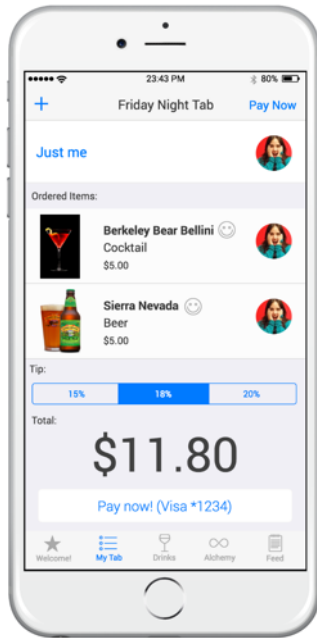 23:43 PM
80%
+ Friday Night Tab Pay Now
Just me
Ordered Items:
Berkeley Bear Bellini
Cocktail
$5.00
Sierra Nevada
Beer
$5.00
Tip:
15% 18% 20%
Total:
$11.80
Pay now! (Visa *1234)
Welcome! My Tab Drinks Alchemy Feed